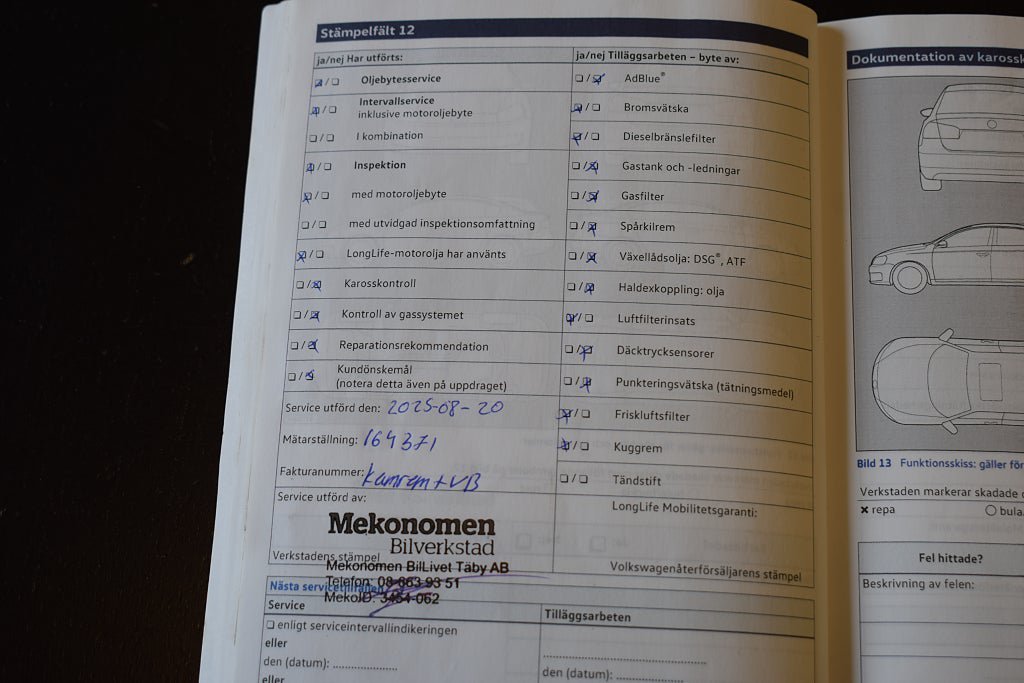 Stämpelfält 12
ja/nej Har utförts:
☒/☐ Oljebytesservice
☒/☐ Intervallservice
inklusive motoroljebyte
☐/☐ I kombination
☒/☐ Inspektion
☒/☐ med motoroljebyte
☐/☐ med utvidgad inspektionsomfattning
☒/☐ LongLife-motorolja har använts
☐/☒ Karosskontroll
☐/☒ Kontroll av gassystemet
☐/☒ Reparationsrekommendation
☐/☒ Kundönskemål
(notera detta även på uppdraget)
Service utförd den: 2025-08-20
Mätarställning: 164371
Fakturanummer: Kamrem + VB
Service utförd av:
Mekonomen
Bilverkstad
Verkstadens stämpel
Mekonomen BilLivet Täby AB
Telefon: 08-663 93 51
MekoID: 3454-062
ja/nej Tilläggsarbeten – byte av:
☐/☒ AdBlue®
☒/☐ Bromsvätska
☒/☐ Dieselbränslefilter
☐/☒ Gastank och -ledningar
☐/☒ Gasfilter
☐/☒ Spårkilrem
☐/☒ Växellådsolja: DSG®, ATF
☐/☒ Haldexkoppling: olja
☒/☐ Luftfilterinsats
☐/☒ Däcktrycksensorer
☐/☒ Punkteringsvätska (tätningsmedel)
☒/☐ Friskluftsfilter
☒/☐ Kuggrem
☐/☐ Tändstift
LongLife Mobilitetsgaranti:
Volkswagenåterförsäljarens stämpel
Nästa servicetillfälle
Service
☐ enligt serviceintervallindikeringen
eller
den (datum): ....................
eller
Tilläggsarbeten
den (datum): ....................
Dokumentation av karossk
Bild 13 Funktionsskiss: gäller för
Verkstaden markerar skadade
✖ repa
○ bula
Fel hittade?
Beskrivning av felen: